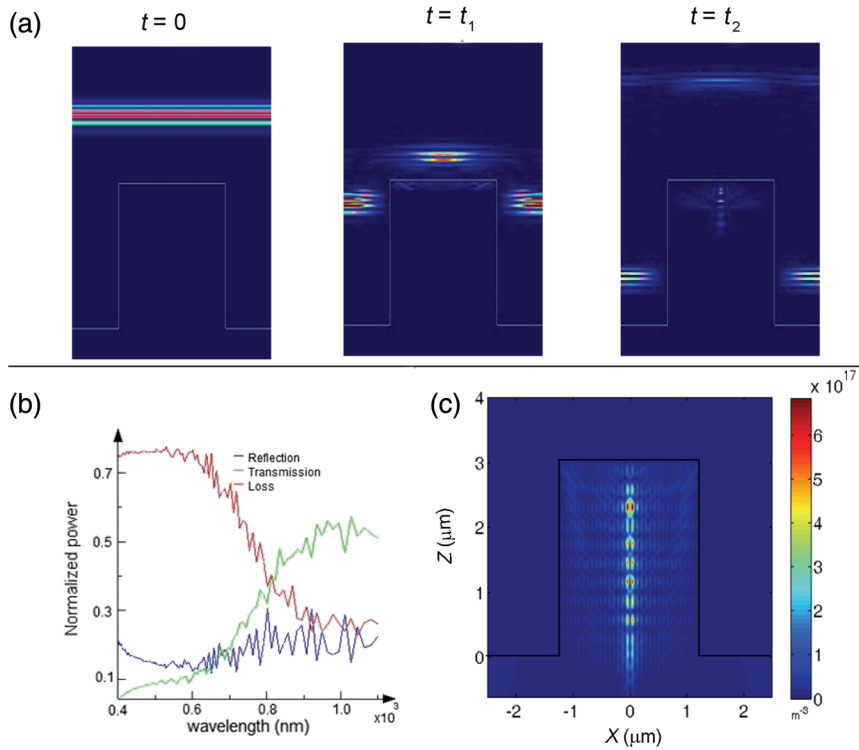 (a)
t = 0
t = t₁
t = t₂
(b)
Reflection
Transmission
Loss
Normalized power
0.7
0.5
0.3
0.1
0.4
0.6
0.8
1.0
x10³
wavelength (nm)
(c)
Z (μm)
4
3
2
1
0
-2
-1
0
1
2
X (μm)
x 10¹⁷
6
5
4
3
2
1
0
m⁻³